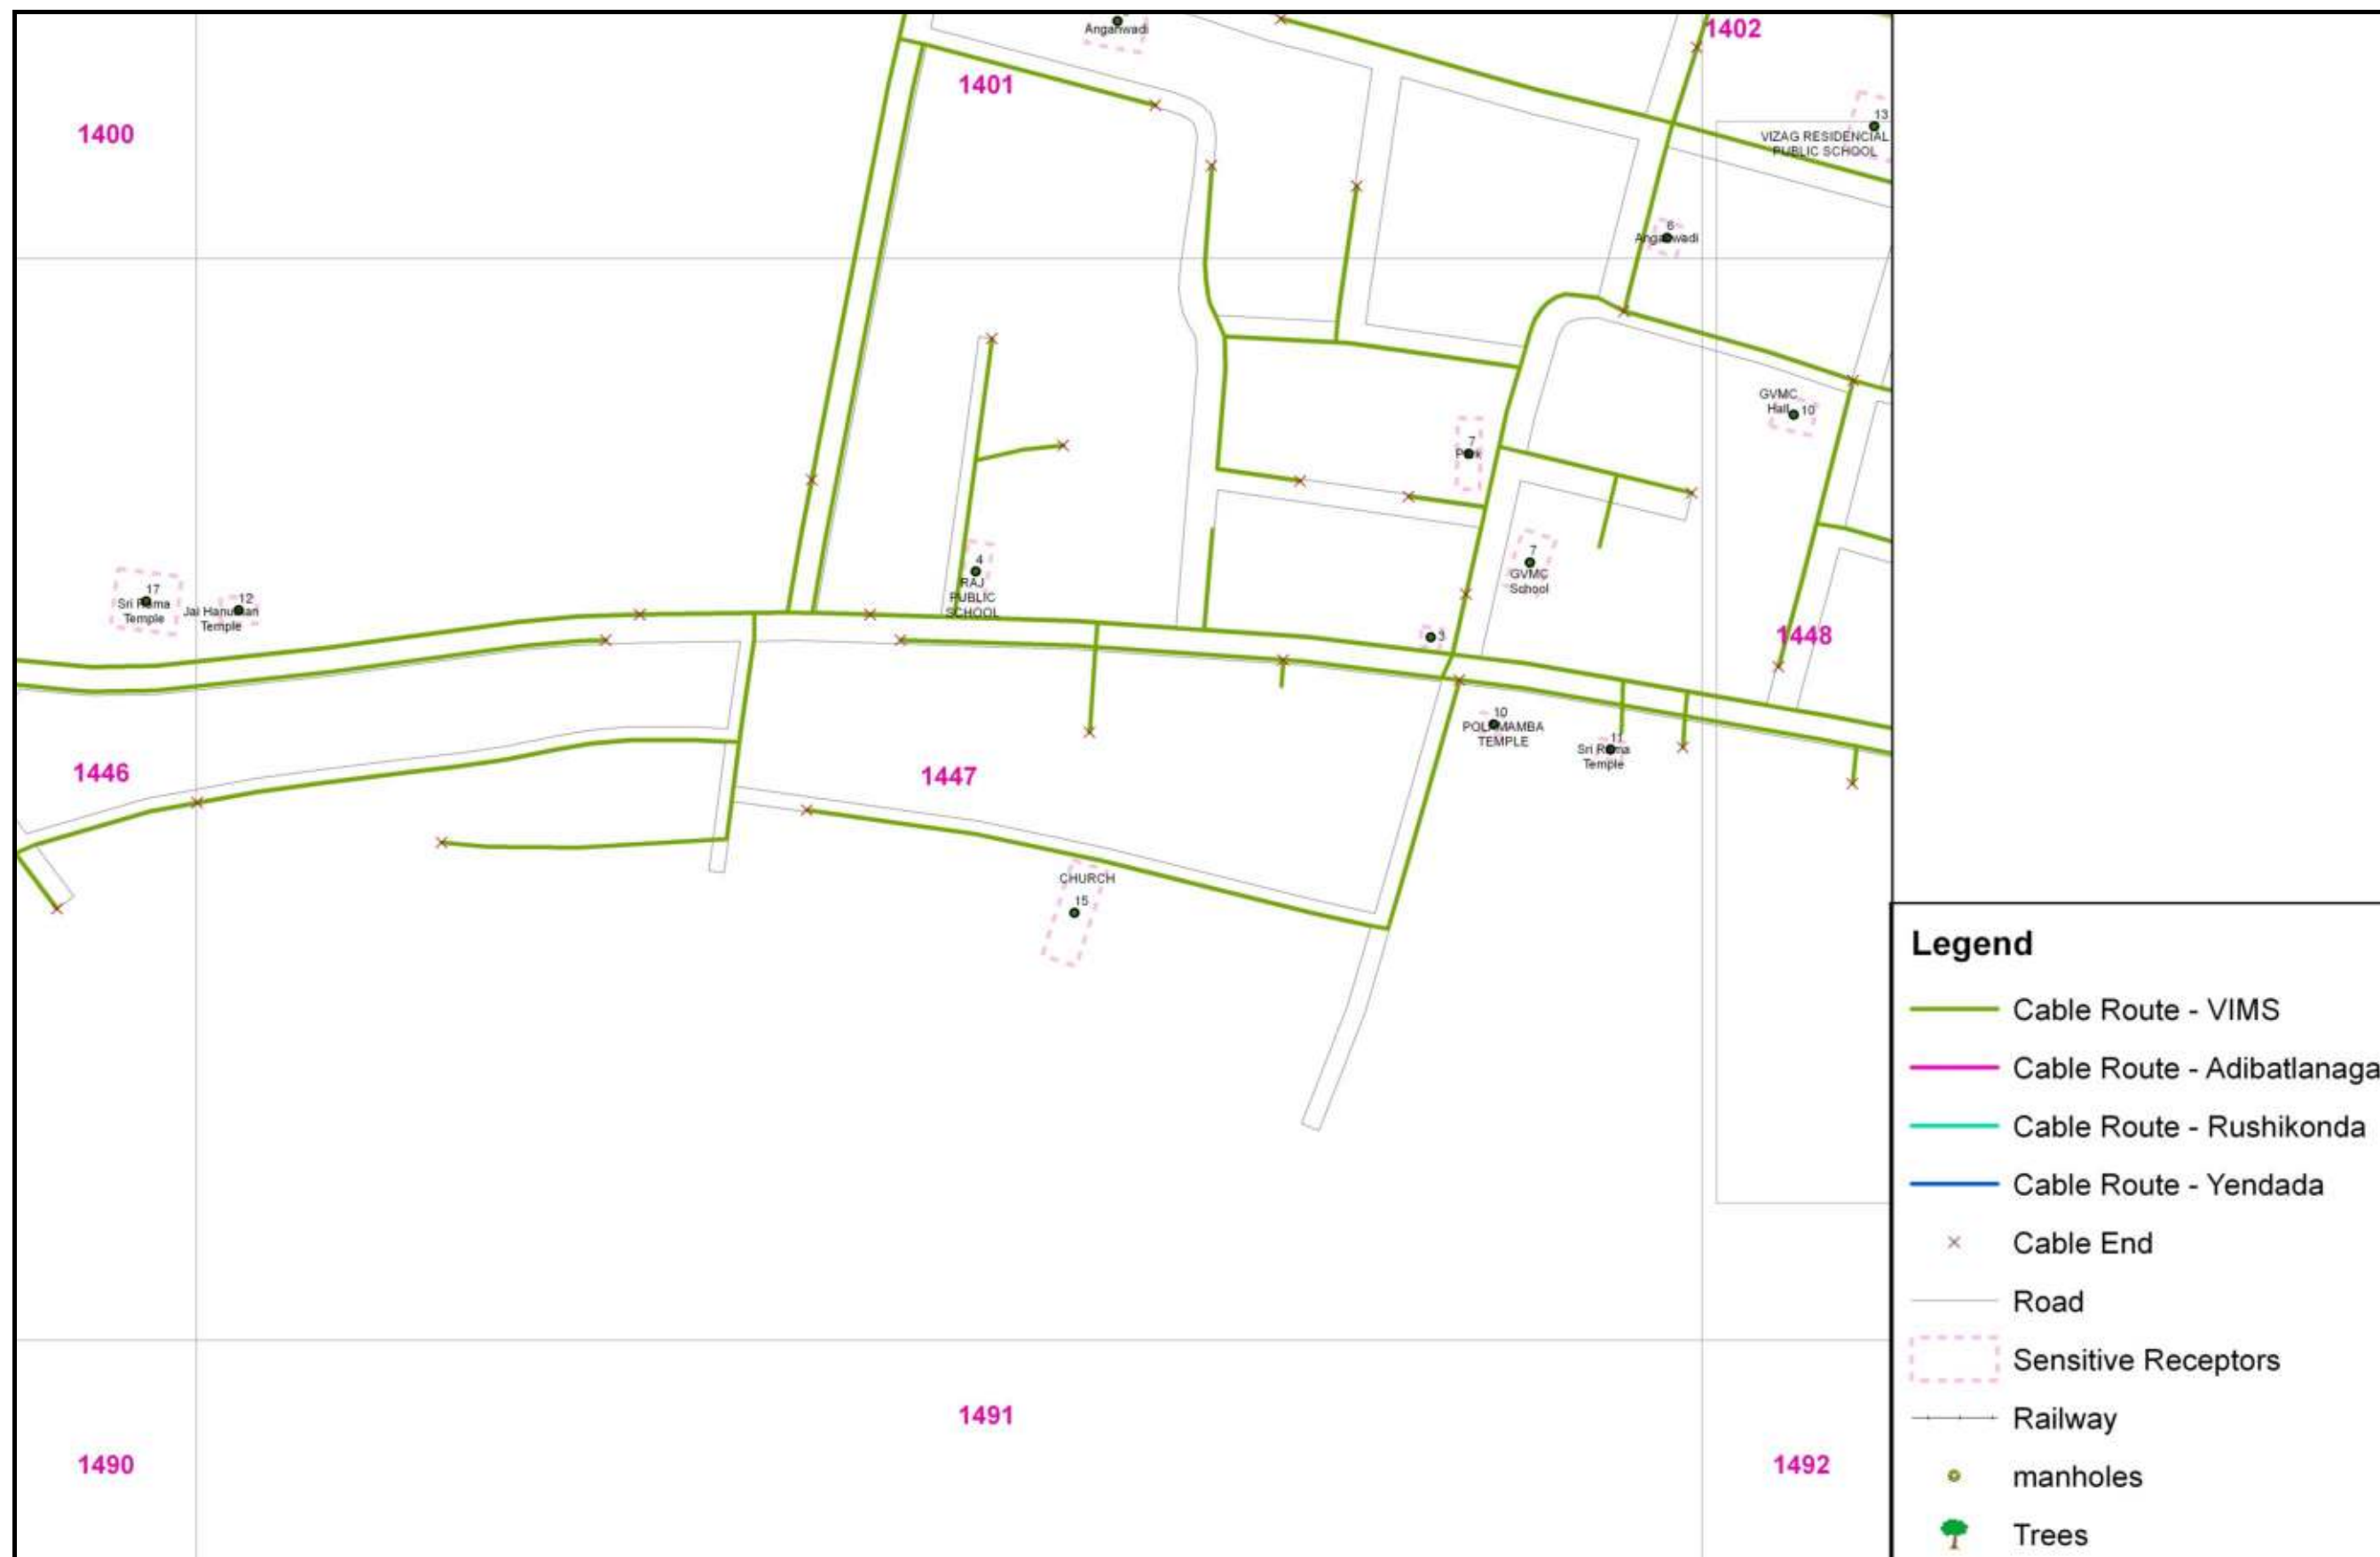 Anganwadi
1402
1401
1400
13
VIZAG RESIDENCIAL
PUBLIC SCHOOL
6
Anganwadi
GVMC
Hall
10
7
Park
4
RAJ
PUBLIC
SCHOOL
7
GVMC
School
17
Sri Rama
Temple
12
Jai Hanuman
Temple
3
1448
10
POLAMAMBA
TEMPLE
11
Sri Rama
Temple
1446
1447
CHURCH
15
1491
1490
1492
Legend
Cable Route - VIMS
Cable Route - Adibatlanaga
Cable Route - Rushikonda
Cable Route - Yendada
Cable End
Road
Sensitive Receptors
Railway
manholes
Trees